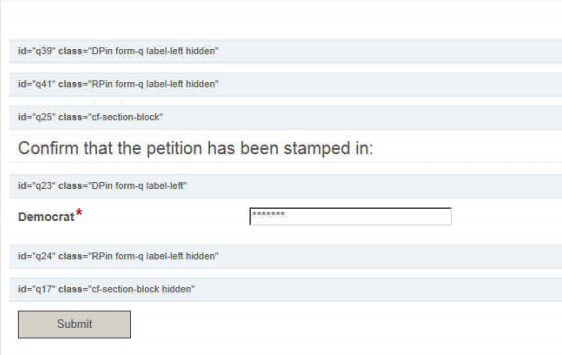 id="q39" class="DPin form-q label-left hidden"
id="q41" class="RPin form-q label-left hidden"
id="q25" class="cf-section-block"
Confirm that the petition has been stamped in:
id="q23" class="DPin form-q label-left"
Democrat* *******
id="q24" class="RPin form-q label-left hidden"
id="q17" class="cf-section-block hidden"
Submit